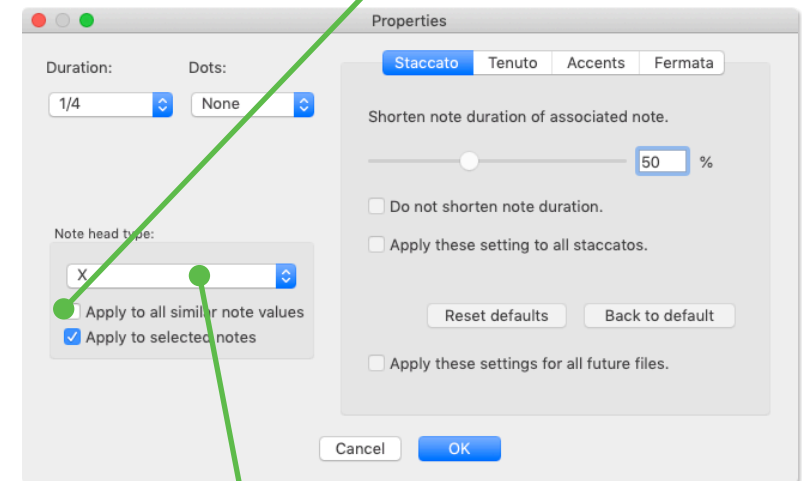 Properties
Duration: Dots:
1/4 None
Note head type:
X
Apply to all similar note values
Apply to selected notes
Staccato Tenuto Accents Fermata
Shorten note duration of associated note.
50 %
Do not shorten note duration.
Apply these setting to all staccatos.
Reset defaults Back to default
Apply these settings for all future files.
Cancel OK